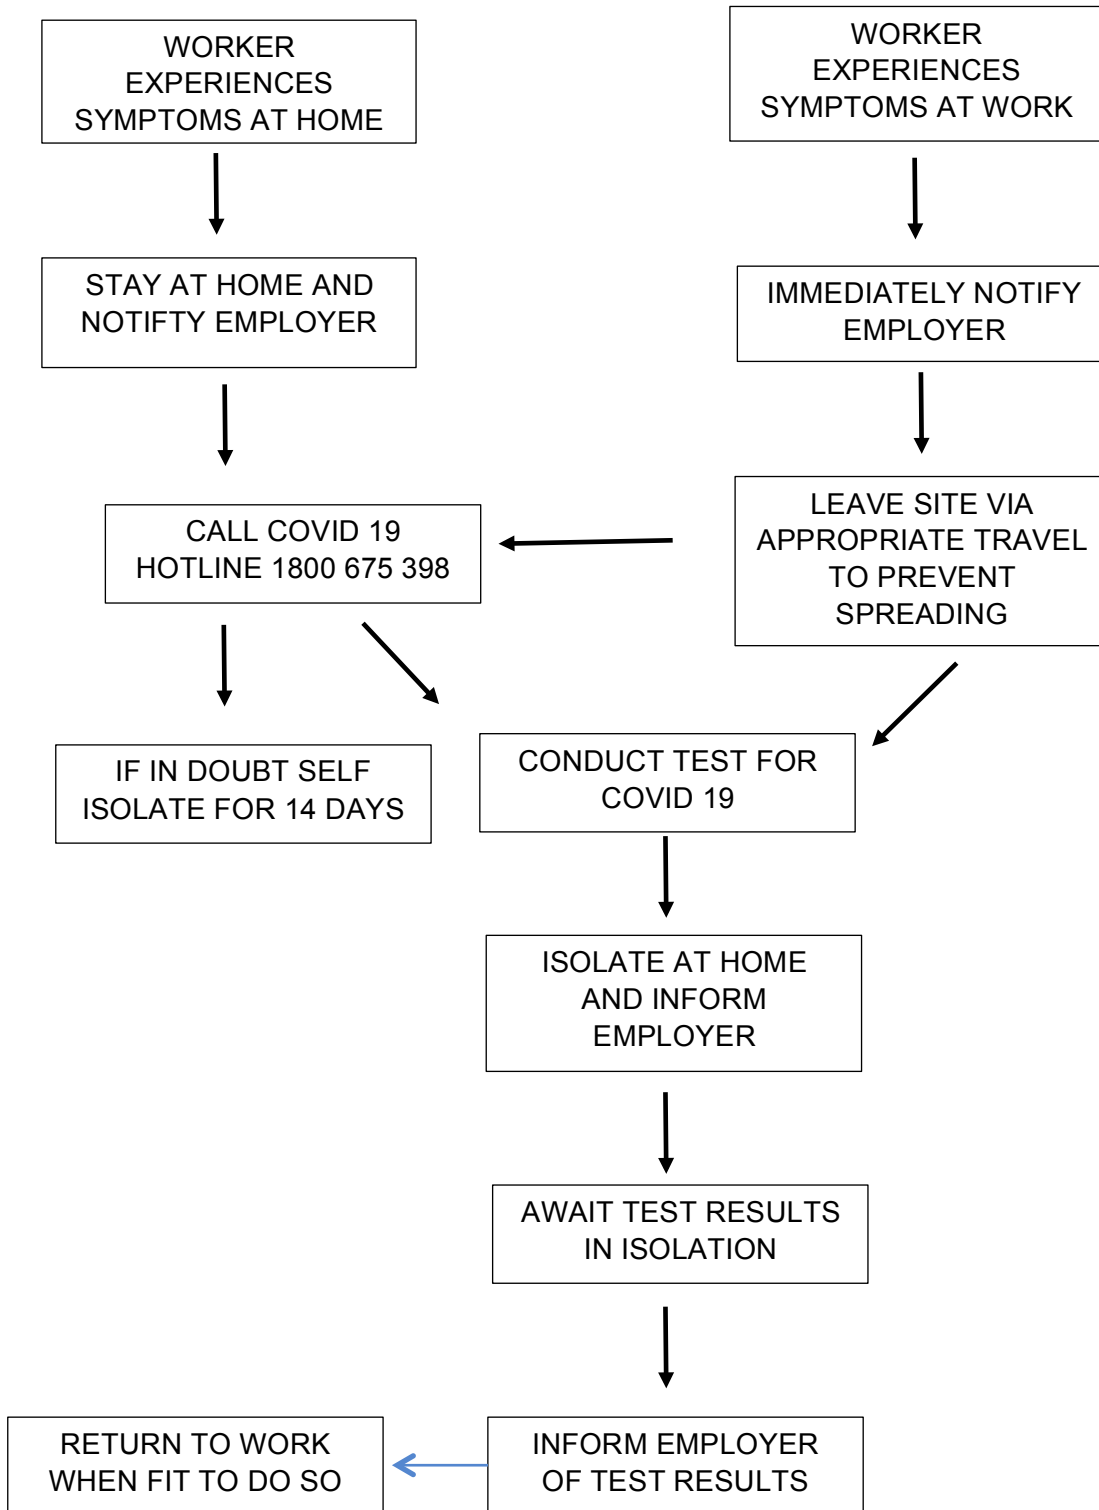 WORKER
EXPERIENCES
SYMPTOMS AT HOME
WORKER
EXPERIENCES
SYMPTOMS AT WORK
STAY AT HOME AND
NOTIFTY EMPLOYER
IMMEDIATELY NOTIFY
EMPLOYER
CALL COVID 19
HOTLINE 1800 675 398
LEAVE SITE VIA
APPROPRIATE TRAVEL
TO PREVENT
SPREADING
IF IN DOUBT SELF
ISOLATE FOR 14 DAYS
CONDUCT TEST FOR
COVID 19
ISOLATE AT HOME
AND INFORM
EMPLOYER
AWAIT TEST RESULTS
IN ISOLATION
RETURN TO WORK
WHEN FIT TO DO SO
INFORM EMPLOYER
OF TEST RESULTS